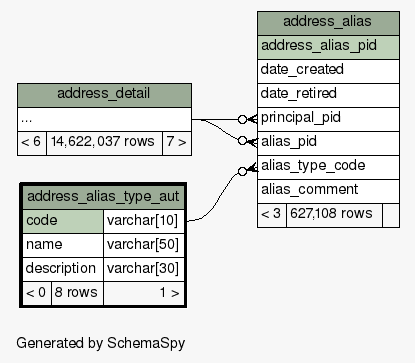 address_alias
address_alias_pid
date_created
date_retired
principal_pid
alias_pid
alias_type_code
alias_comment
< 3 627,108 rows
address_detail
...
< 6 14,622,037 rows 7 >
address_alias_type_aut
code varchar[10]
name varchar[50]
description varchar[30]
< 0 8 rows 1 >
Generated by SchemaSpy